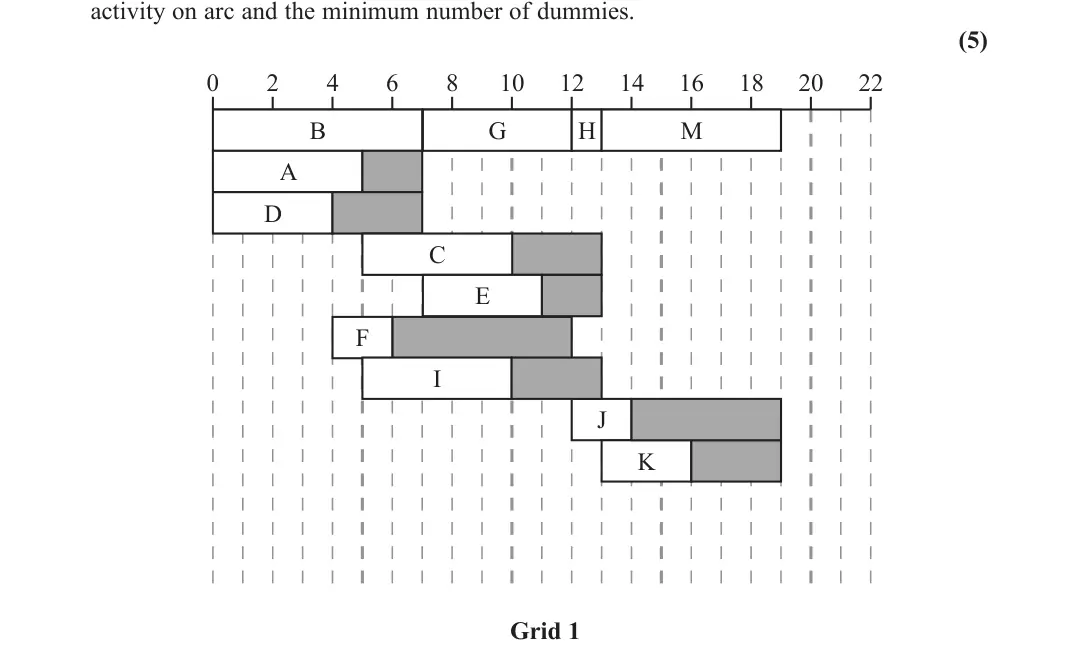 activity on arc and the minimum number of dummies.
(5)
0 2 4 6 8 10 12 14 16 18 20 22
B G H M
A
D
C
E
F
I
J
K
Grid 1